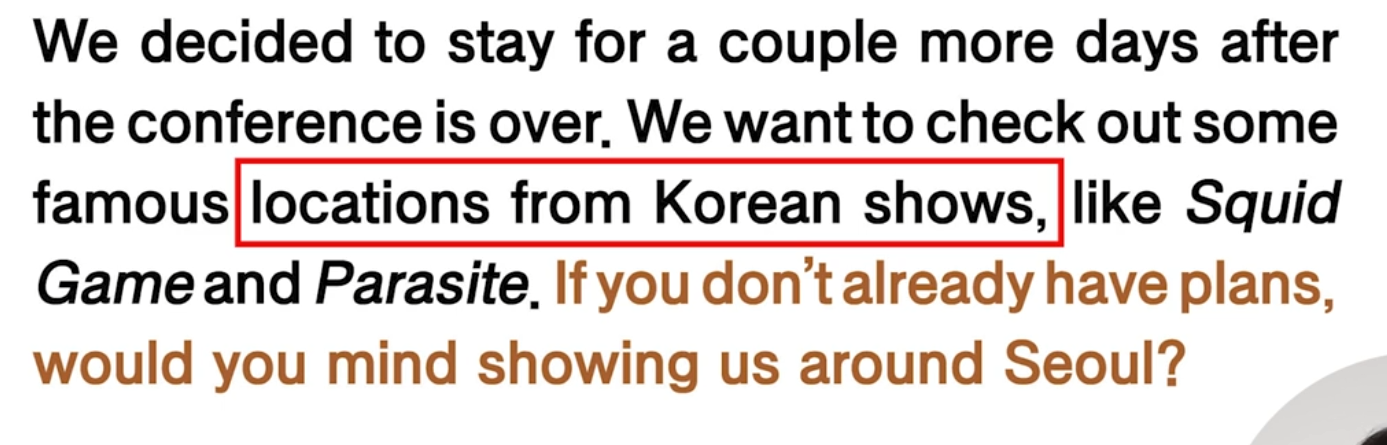 We decided to stay for a couple more days after
the conference is over. We want to check out some
famous locations from Korean shows, like Squid
Game and Parasite. If you don't already have plans,
would you mind showing us around Seoul?